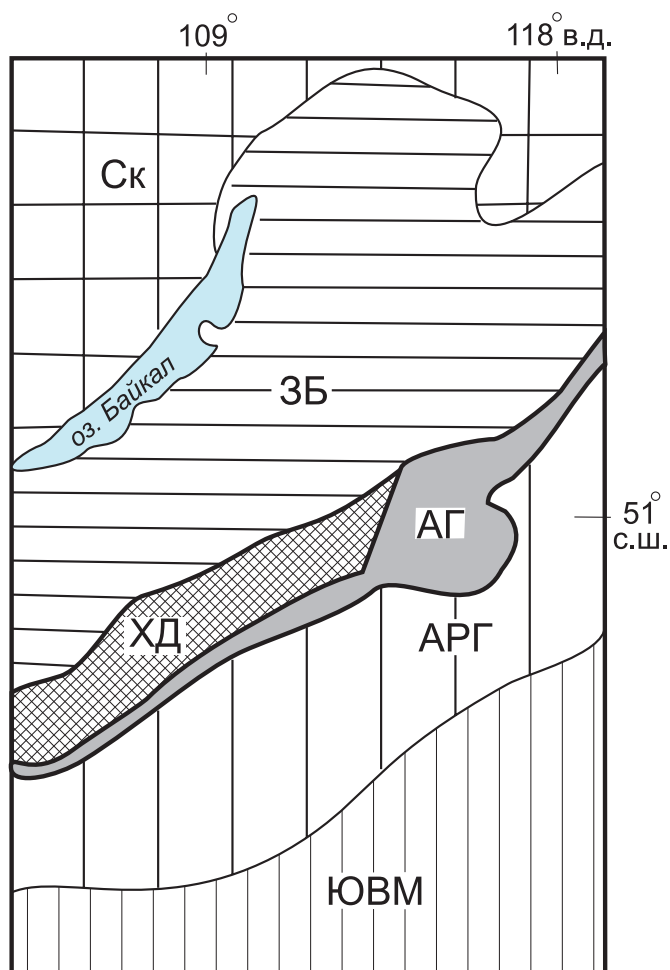 109°
118° в.д.
Ск
оз. Байкал
ЗБ
51°
с.ш.
АГ
ХД
АРГ
ЮВМ